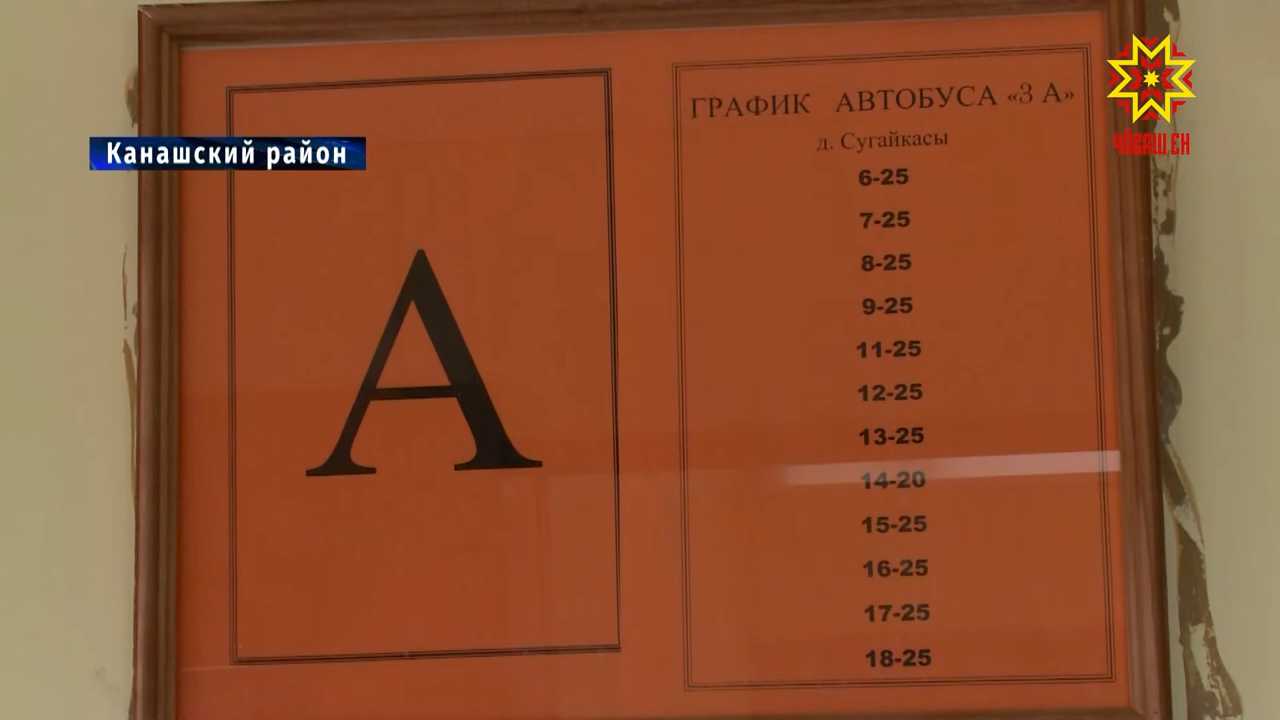 Канашский район
А
ГРАФИК АВТОБУСА «3 А»
д. Сугайкасы
6-25
7-25
8-25
9-25
11-25
12-25
13-25
14-20
15-25
16-25
17-25
18-25
ЧӐВАШ ЕН